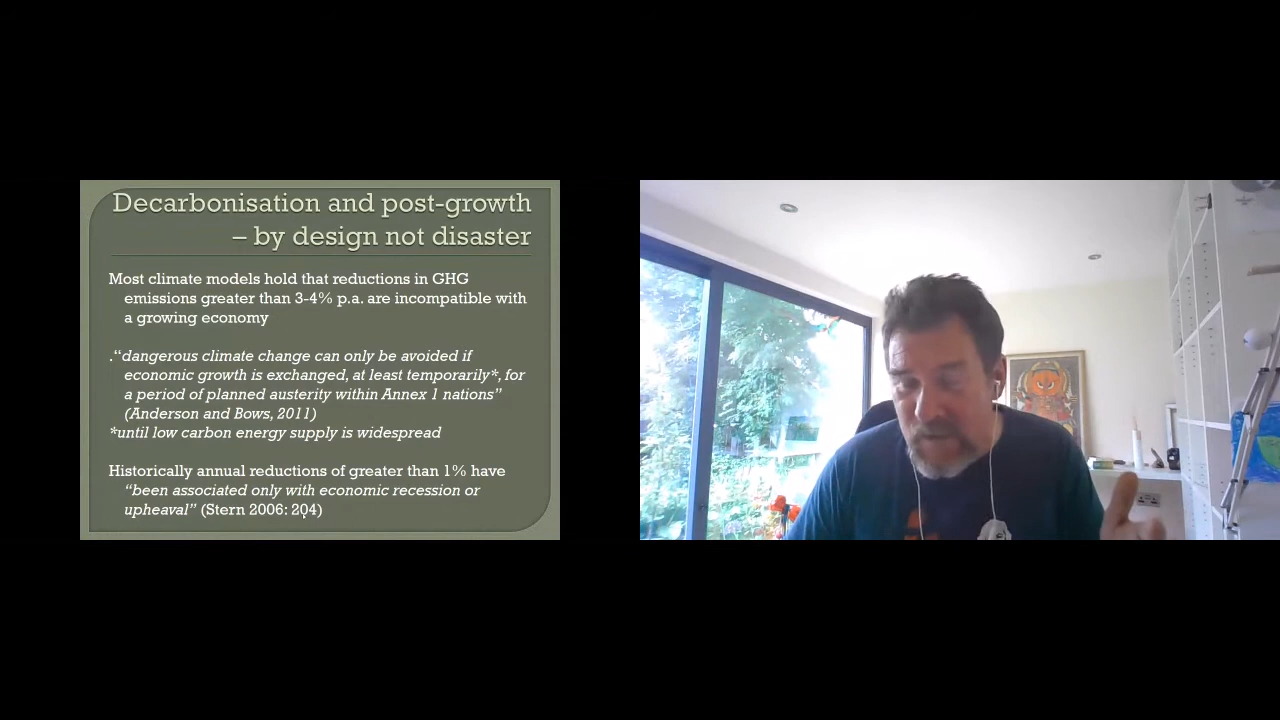 Decarbonisation and post-growth
– by design not disaster
Most climate models hold that reductions in GHG
emissions greater than 3-4% p.a. are incompatible with
a growing economy
.“dangerous climate change can only be avoided if
economic growth is exchanged, at least temporarily*, for
a period of planned austerity within Annex 1 nations”
(Anderson and Bows, 2011)
*until low carbon energy supply is widespread
Historically annual reductions of greater than 1% have
“been associated only with economic recession or
upheaval” (Stern 2006: 204)